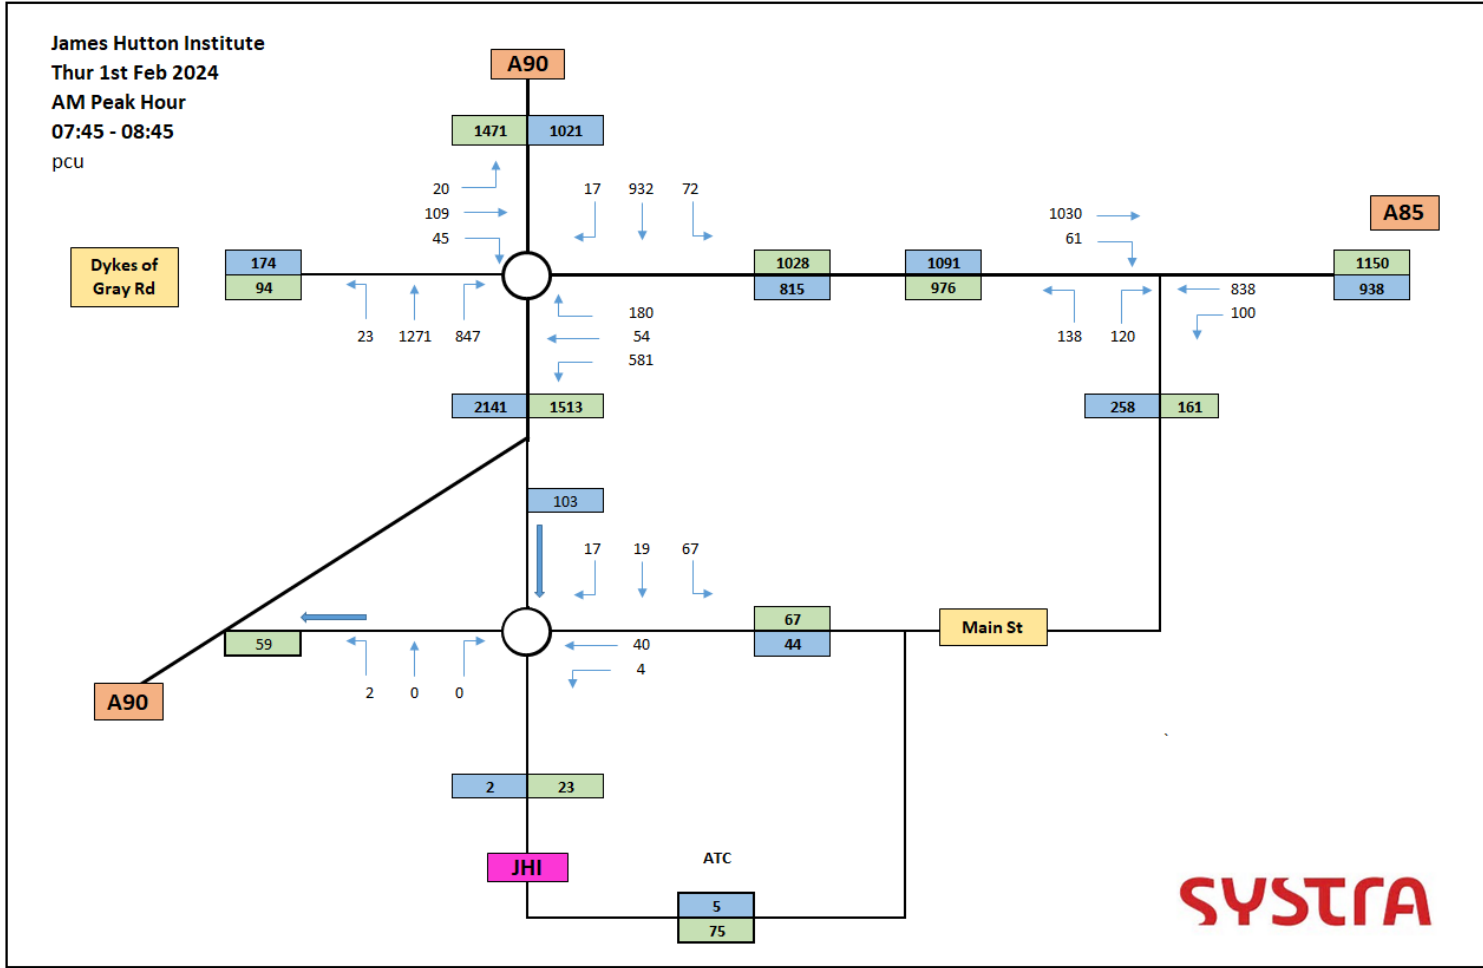 James Hutton Institute
Thur 1st Feb 2024
AM Peak Hour
07:45 - 08:45
pcu
A90
1471 1021
20
109
45
17 932 72
1030
61
A85
Dykes of
Gray Rd
174
94
1028
815
1091
976
1150
938
23 1271 847
180
54
581
138 120
838
100
2141 1513
258 161
103
17 19 67
67
44
Main St
59
40
4
2 0 0
A90
2 23
JHI
ATC
5
75
SYSTRA